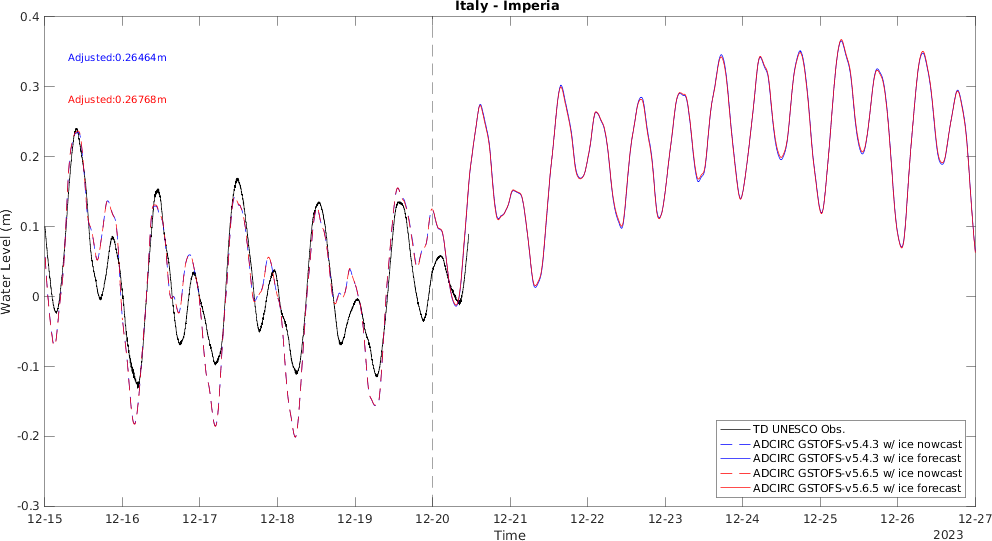 Italy - Imperia
Adjusted:0.26464m
Adjusted:0.26768m
Water Level (m)
0.4
0.3
0.2
0.1
0
-0.1
-0.2
-0.3
12-15 12-16 12-17 12-18 12-19 12-20 12-21 12-22 12-23 12-24 12-25 12-26 12-27
Time
2023
TD UNESCO Obs.
ADCIRC GSTOFS-v5.4.3 w/ ice nowcast
ADCIRC GSTOFS-v5.4.3 w/ ice forecast
ADCIRC GSTOFS-v5.6.5 w/ ice nowcast
ADCIRC GSTOFS-v5.6.5 w/ ice forecast